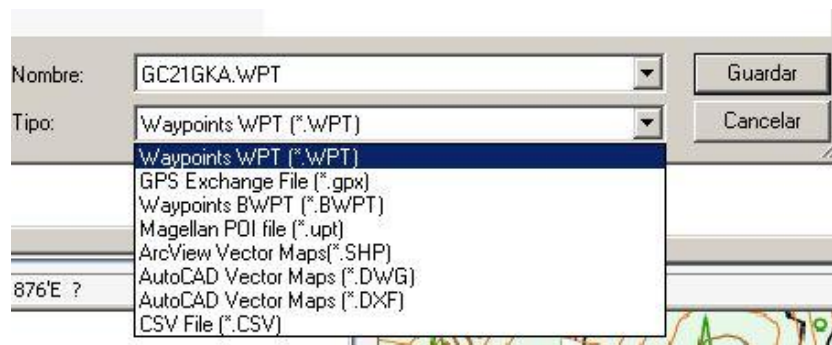 Nombre: GC21GKA.WPT Guardar
Tipo: Waypoints WPT (*.WPT) Cancelar
Waypoints WPT (*.WPT)
GPS Exchange File (*.gpx)
Waypoints BWPT (*.BWPT)
Magellan POI file (*.upt)
ArcView Vector Maps(*.SHP)
AutoCAD Vector Maps (*.DWG)
876'E ?
AutoCAD Vector Maps (*.DXF)
CSV File (*.CSV)